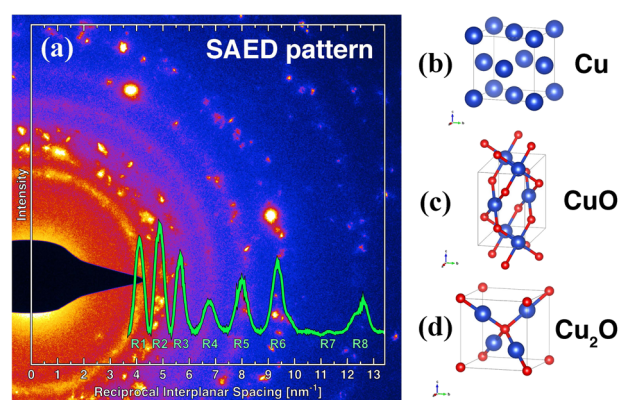 (a)
SAED pattern
Intensity
R1 R2 R3 R4 R5 R6 R7 R8
0 1 2 3 4 5 6 7 8 9 10 11 12 13
Reciprocal Interplanar Spacing [nm⁻¹]
(b)
Cu
(c)
CuO
(d)
Cu₂O